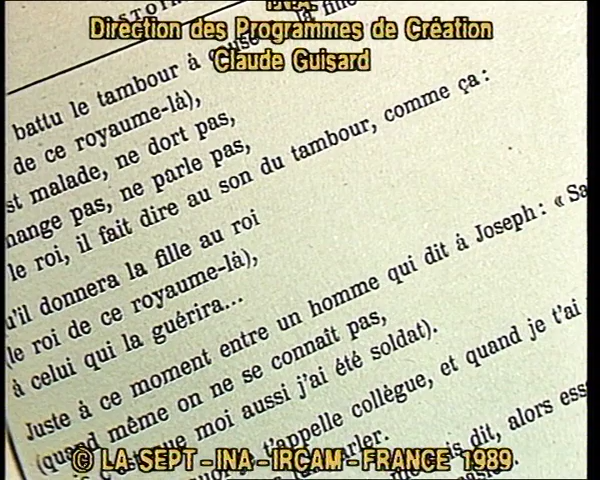 I.N.A.
Direction des Programmes de Création
Claude Guisard
battu le tambour à la fille
de ce royaume-là),
st malade, ne dort pas,
mange pas, ne parle pas,
le roi, il fait dire au son du tambour, comme ça :
u'il donnera la fille au roi
(le roi de ce royaume-là),
à celui qui la guérira...
Juste à ce moment entre un homme qui dit à Joseph : « Sa
(quand même on ne se connaît pas,
que moi aussi j'ai été soldat).
t'appelle collègue, et quand je t'ai
parler.
dit, alors
© LA SEPT - INA - IRCAM - FRANCE 1989